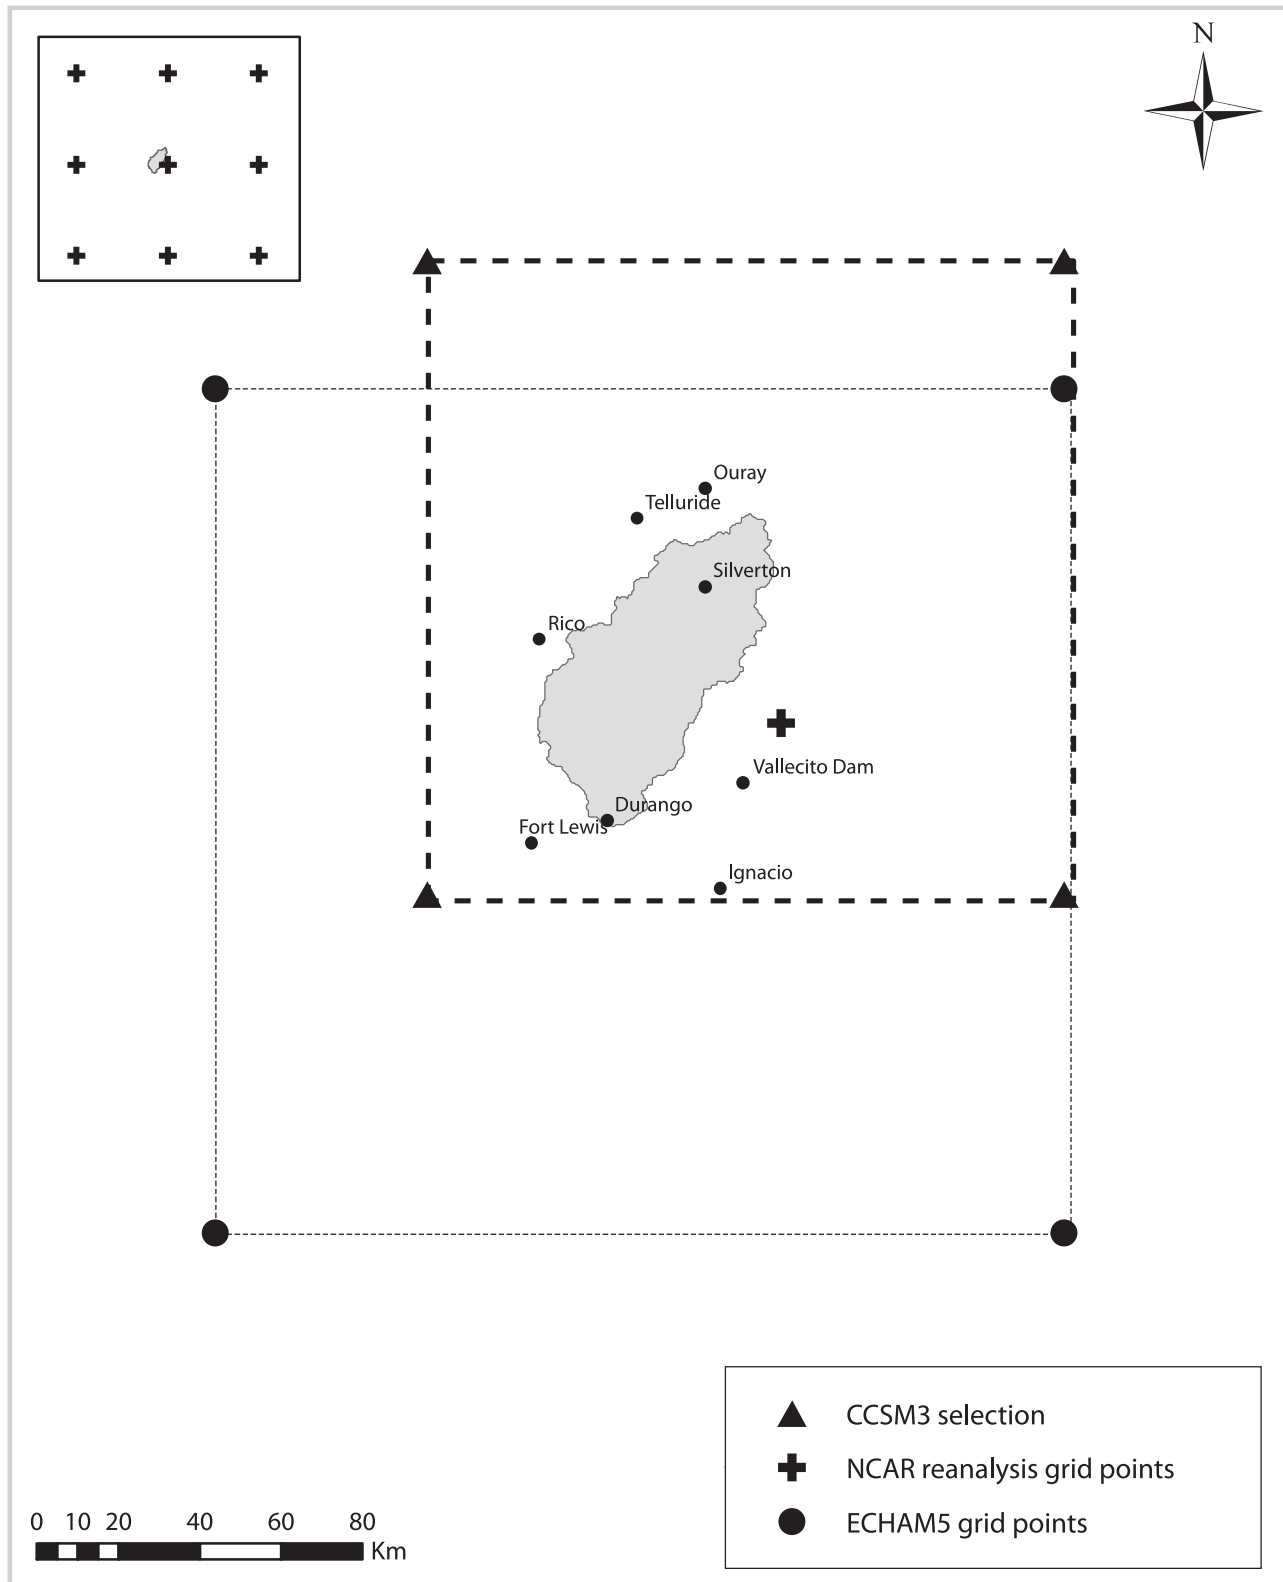 N
Ouray
Telluride
Silverton
Rico
Vallecito Dam
Durango
Fort Lewis
Ignacio
CCSM3 selection
NCAR reanalysis grid points
ECHAM5 grid points
0 10 20 40 60 80
Km